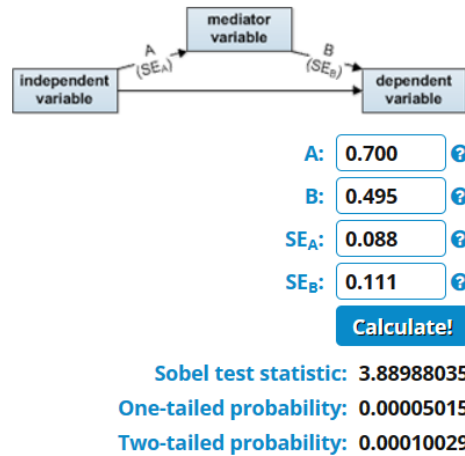 mediator
variable
A
(SEA)
B
(SEB)
independent
variable
dependent
variable
A: 0.700 ?
B: 0.495 ?
SEA: 0.088 ?
SEB: 0.111 ?
Calculate!
Sobel test statistic: 3.88988035
One-tailed probability: 0.00005015
Two-tailed probability: 0.00010029